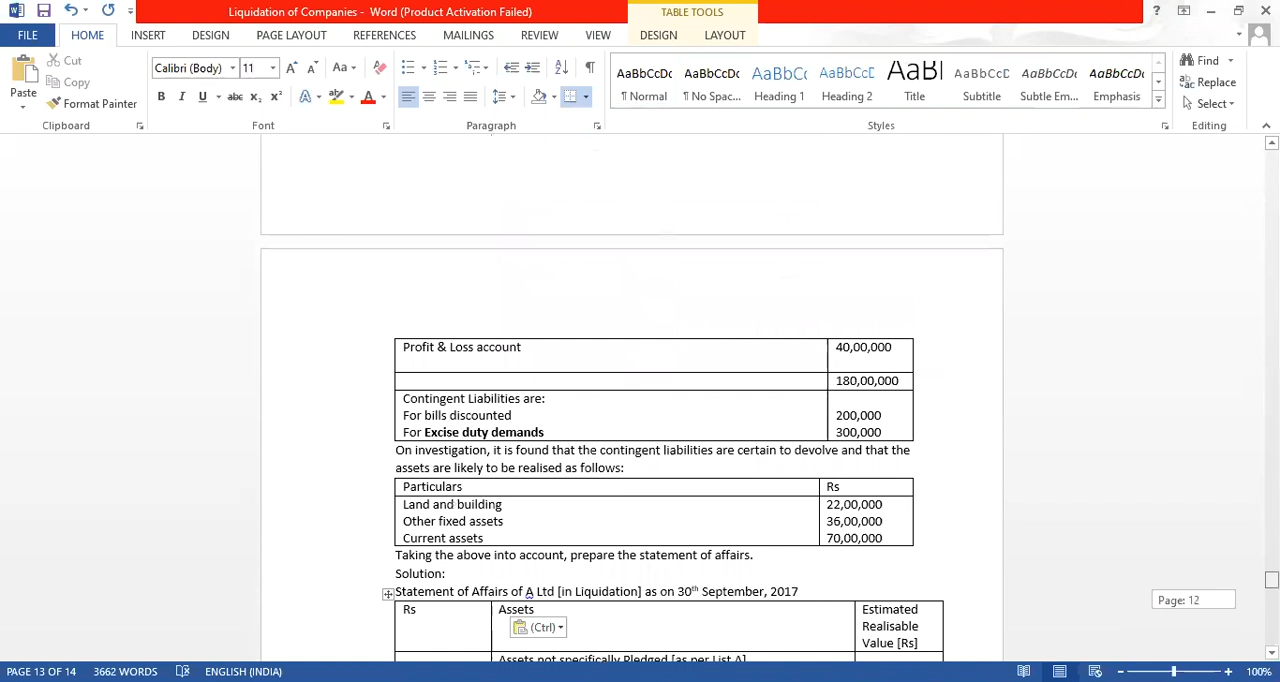 Liquidation of Companies - Word (Product Activation Failed)
TABLE TOOLS
FILE HOME INSERT DESIGN PAGE LAYOUT REFERENCES MAILINGS REVIEW VIEW DESIGN LAYOUT
Paste
Cut
Copy
Format Painter
Clipboard
Calibri (Body) 11
Font
Paragraph
AaBbCcDc AaBbCcDc AaBbCc AaBbCcD AaBl AaBbCcD AaBbCcDc AaBbCcDc
¶ Normal ¶ No Spac... Heading 1 Heading 2 Title Subtitle Subtle Em... Emphasis
Styles
Find
Replace
Select
Editing
Profit & Loss account 40,00,000
180,00,000
Contingent Liabilities are:
For bills discounted 200,000
For Excise duty demands 300,000
On investigation, it is found that the contingent liabilities are certain to devolve and that the
assets are likely to be realised as follows:
Particulars Rs
Land and building 22,00,000
Other fixed assets 36,00,000
Current assets 70,00,000
Taking the above into account, prepare the statement of affairs.
Solution:
Statement of Affairs of A Ltd [in Liquidation] as on 30th September, 2017
Rs Assets Estimated
Realisable
Value [Rs]
(Ctrl)
Assets not specifically Pledged [as per List A]
Page: 12
PAGE 13 OF 14 3662 WORDS ENGLISH (INDIA) 100%